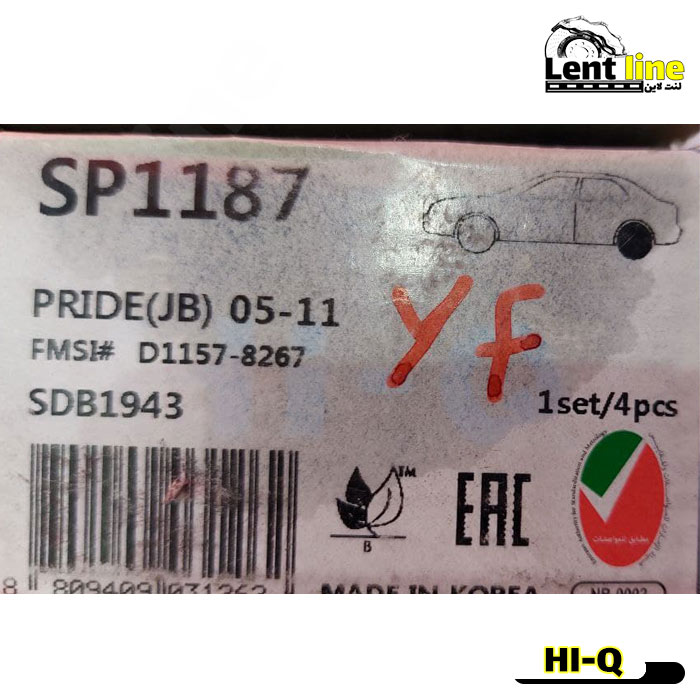 Lent line
لنت لاین
SP1187
PRIDE(JB) 05-11
FMSI# D1157-8267
YF
SDB1943
1set/4pcs
TM
B
EAC
8 809409 031262
MADE IN KOREA
HI-Q